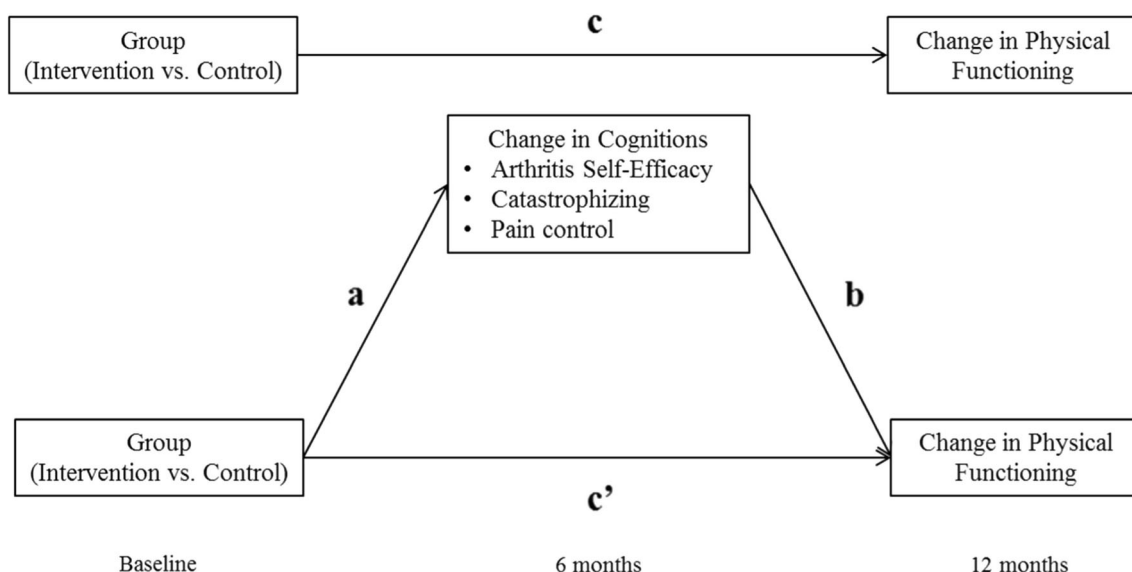 c
Group
(Intervention vs. Control)
Change in Physical
Functioning
Change in Cognitions
• Arthritis Self-Efficacy
• Catastrophizing
• Pain control
a
b
Group
(Intervention vs. Control)
Change in Physical
Functioning
c’
Baseline
6 months
12 months